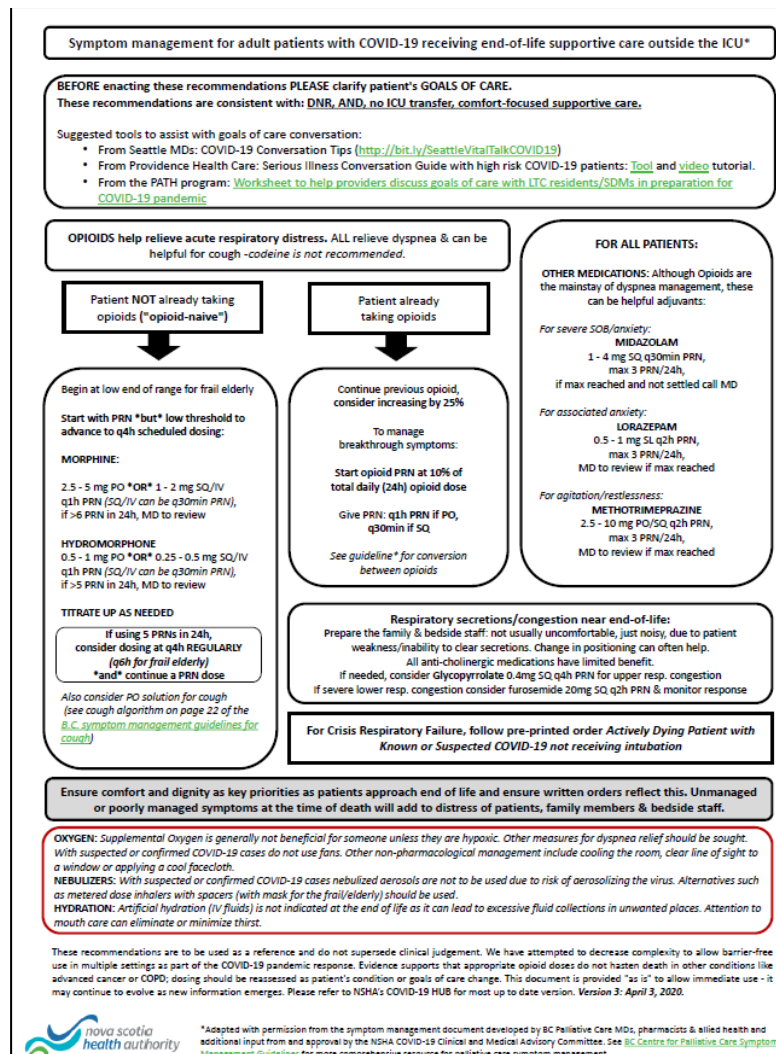 Symptom management for adult patients with COVID-19 receiving end-of-life supportive care outside the ICU*
BEFORE enacting these recommendations PLEASE clarify patient's GOALS OF CARE.
These recommendations are consistent with: DNR, AND, no ICU transfer, comfort-focused supportive care.
Suggested tools to assist with goals of care conversation:
• From Seattle MDs: COVID-19 Conversation Tips (http://bit.ly/SeattleVitalTalkCOVID19)
• From Providence Health Care: Serious Illness Conversation Guide with high risk COVID-19 patients: Tool and video tutorial.
• From the PATH program: Worksheet to help providers discuss goals of care with LTC residents/SDMs in preparation for
COVID-19 pandemic
OPIOIDS help relieve acute respiratory distress. ALL relieve dyspnea & can be
helpful for cough -codeine is not recommended.
Patient NOT already taking
opioids ("opioid-naive")
Begin at low end of range for frail elderly
Start with PRN *but* low threshold to
advance to q4h scheduled dosing:
MORPHINE:
2.5 - 5 mg PO *OR* 1 - 2 mg SQ/IV
q1h PRN (SQ/IV can be q30min PRN),
if >6 PRN in 24h, MD to review
HYDROMORPHONE
0.5 - 1 mg PO *OR* 0.25 - 0.5 mg SQ/IV
q1h PRN (SQ/IV can be q30min PRN),
if >5 PRN in 24h, MD to review
TITRATE UP AS NEEDED
If using 5 PRNs in 24h,
consider dosing at q4h REGULARLY
(q6h for frail elderly)
*and* continue a PRN dose
Also consider PO solution for cough
(see cough algorithm on page 22 of the
B.C. symptom management guidelines for
cough)
Patient already
taking opioids
Continue previous opioid,
consider increasing by 25%
To manage
breakthrough symptoms:
Start opioid PRN at 10% of
total daily (24h) opioid dose
Give PRN: q1h PRN if PO,
q30min if SQ
See guideline* for conversion
between opioids
FOR ALL PATIENTS:
OTHER MEDICATIONS: Although Opioids are
the mainstay of dyspnea management, these
can be helpful adjuvants:
For severe SOB/anxiety:
MIDAZOLAM
1 - 4 mg SQ q30min PRN,
max 3 PRN/24h,
if max reached and not settled call MD
For associated anxiety:
LORAZEPAM
0.5 - 1 mg SL q2h PRN,
max 3 PRN/24h,
MD to review if max reached
For agitation/restlessness:
METHOTRIMEPRAZINE
2.5 - 10 mg PO/SQ q2h PRN,
max 3 PRN/24h,
MD to review if max reached
Respiratory secretions/congestion near end-of-life:
Prepare the family & bedside staff: not usually uncomfortable, just noisy, due to patient
weakness/inability to clear secretions. Change in positioning can often help.
All anti-cholinergic medications have limited benefit.
If needed, consider Glycopyrrolate 0.4mg SQ q4h PRN for upper resp. congestion
If severe lower resp. congestion consider furosemide 20mg SQ q2h PRN & monitor response
For Crisis Respiratory Failure, follow pre-printed order Actively Dying Patient with
Known or Suspected COVID-19 not receiving intubation
Ensure comfort and dignity as key priorities as patients approach end of life and ensure written orders reflect this. Unmanaged
or poorly managed symptoms at the time of death will add to distress of patients, family members & bedside staff.
OXYGEN: Supplemental Oxygen is generally not beneficial for someone unless they are hypoxic. Other measures for dyspnea relief should be sought.
With suspected or confirmed COVID-19 cases do not use fans. Other non-pharmacological management include cooling the room, clear line of sight to
a window or applying a cool facecloth.
NEBULIZERS: With suspected or confirmed COVID-19 cases nebulized aerosols are not to be used due to risk of aerosolizing the virus. Alternatives such
as metered dose inhalers with spacers (with mask for the frail/elderly) should be used.
HYDRATION: Artificial hydration (IV fluids) is not indicated at the end of life as it can lead to excessive fluid collections in unwanted places. Attention to
mouth care can eliminate or minimize thirst.
These recommendations are to be used as a reference and do not supersede clinical judgement. We have attempted to decrease complexity to allow barrier-free
use in multiple settings as part of the COVID-19 pandemic response. Evidence supports that appropriate opioid doses do not hasten death in other conditions like
advanced cancer or COPD; dosing should be reassessed as patient's condition or goals of care change. This document is provided "as is" to allow immediate use - it
may continue to evolve as new information emerges. Please refer to NSHA's COVID-19 HUB for most up to date version. Version 3: April 3, 2020.
nova scotia
health authority
*Adapted with permission from the symptom management document developed by BC Palliative Care MDs, pharmacists & allied health and
additional input from and approval by the NSHA COVID-19 Clinical and Medical Advisory Committee. See BC Centre for Palliative Care Symptom
Management Guidelines for more comprehensive resource for palliative care symptom management